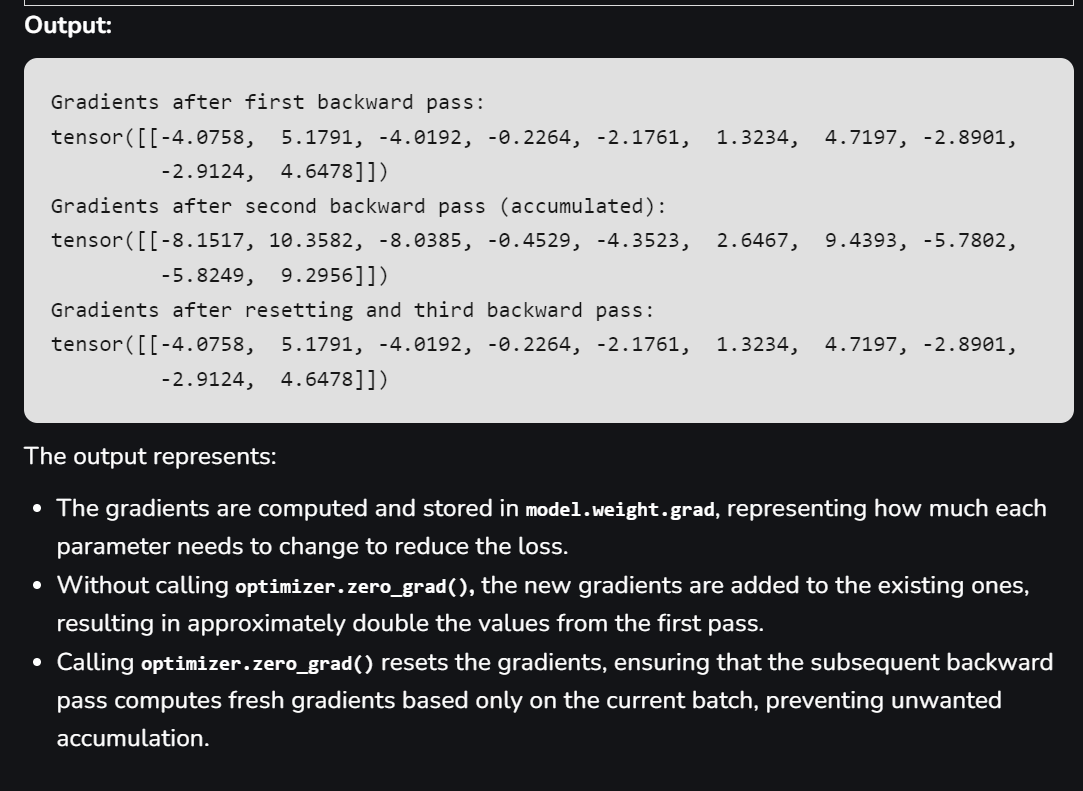 Output:
Gradients after first backward pass:
tensor([[-4.0758,  5.1791, -4.0192, -0.2264, -2.1761,  1.3234,  4.7197, -2.8901,
         -2.9124,  4.6478]])
Gradients after second backward pass (accumulated):
tensor([[-8.1517, 10.3582, -8.0385, -0.4529, -4.3523,  2.6467,  9.4393, -5.7802,
         -5.8249,  9.2956]])
Gradients after resetting and third backward pass:
tensor([[-4.0758,  5.1791, -4.0192, -0.2264, -2.1761,  1.3234,  4.7197, -2.8901,
         -2.9124,  4.6478]])
The output represents:
• The gradients are computed and stored in model.weight.grad, representing how much each
parameter needs to change to reduce the loss.
• Without calling optimizer.zero_grad(), the new gradients are added to the existing ones,
resulting in approximately double the values from the first pass.
• Calling optimizer.zero_grad() resets the gradients, ensuring that the subsequent backward
pass computes fresh gradients based only on the current batch, preventing unwanted
accumulation.